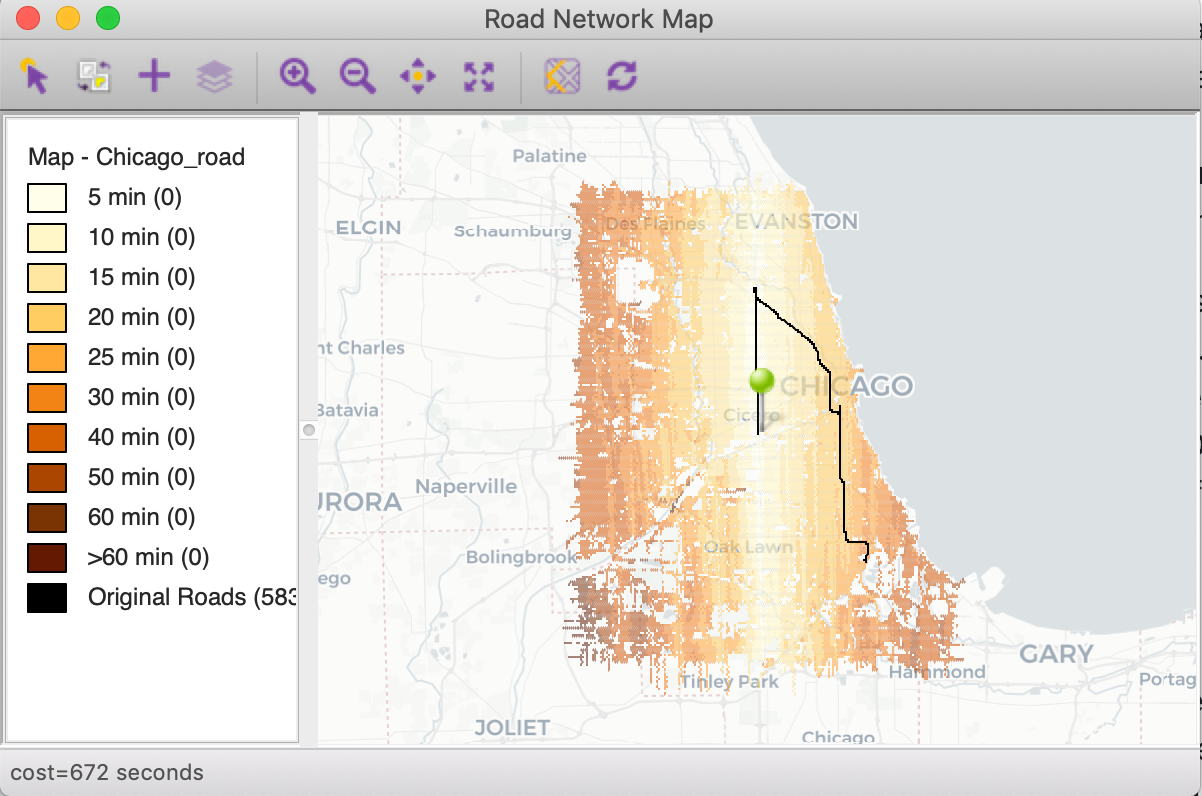 Road Network Map
Map - Chicago_road
5 min (0)
10 min (0)
15 min (0)
20 min (0)
25 min (0)
30 min (0)
40 min (0)
50 min (0)
60 min (0)
>60 min (0)
Original Roads (583
Palatine
ELGIN
Schaumburg
Des Plaines
EVANSTON
nt Charles
CHICAGO
Batavia
Cicero
Naperville
URORA
Oak Lawn
Bolingbrook
ego
GARY
Hammond
Tinley Park
Portag
JOLIET
Chicago
cost=672 seconds